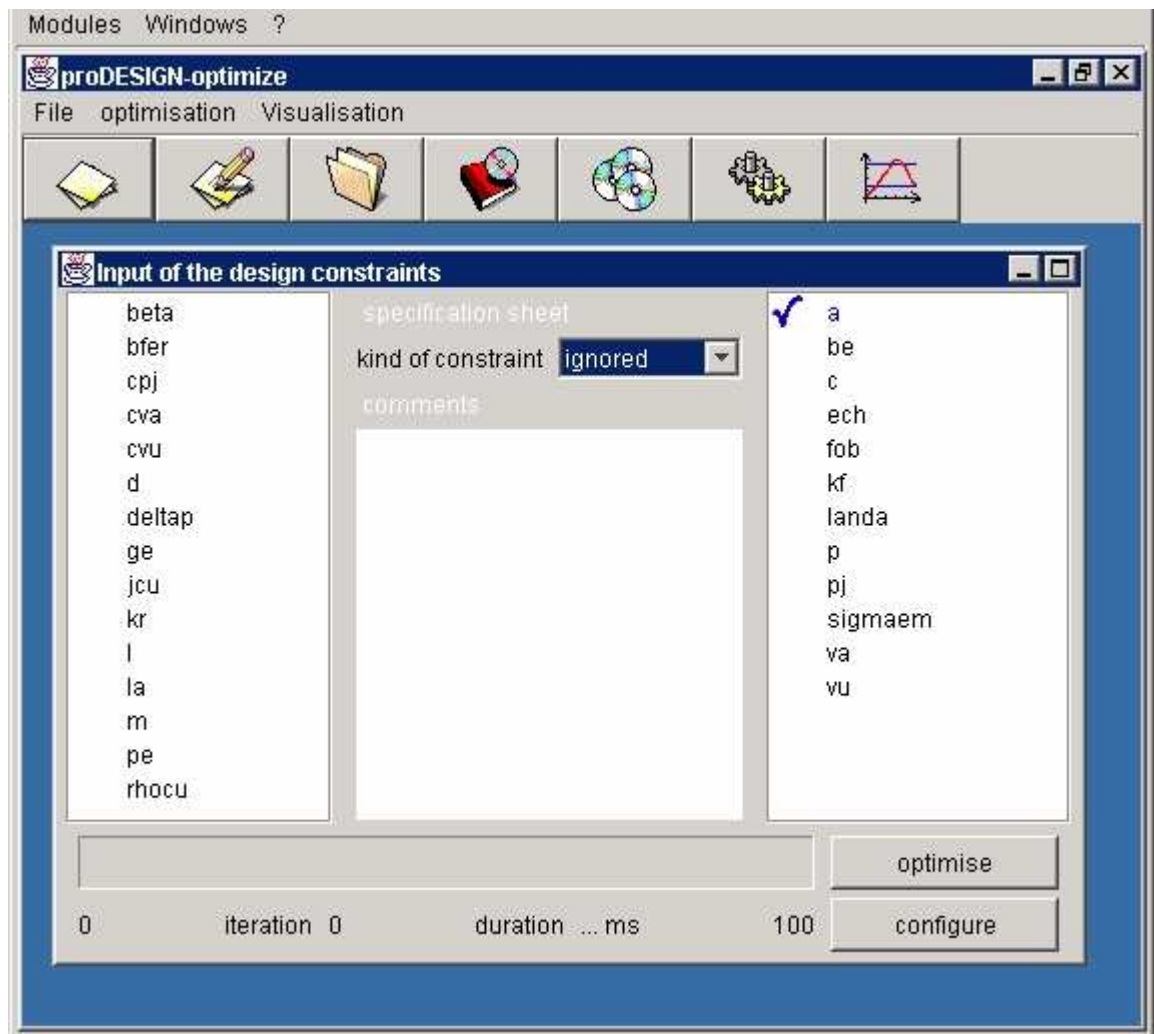 Modules Windows ?
proDESIGN-optimize
File optimisation Visualisation
Input of the design constraints
beta
bfer
cpj
cva
cvu
d
deltap
ge
jcu
kr
l
la
m
pe
rhocu
specification sheet
kind of constraint ignored
comments
a
be
c
ech
fob
kf
landa
p
pj
sigmaem
va
vu
optimise
0 iteration 0 duration ... ms 100
configure